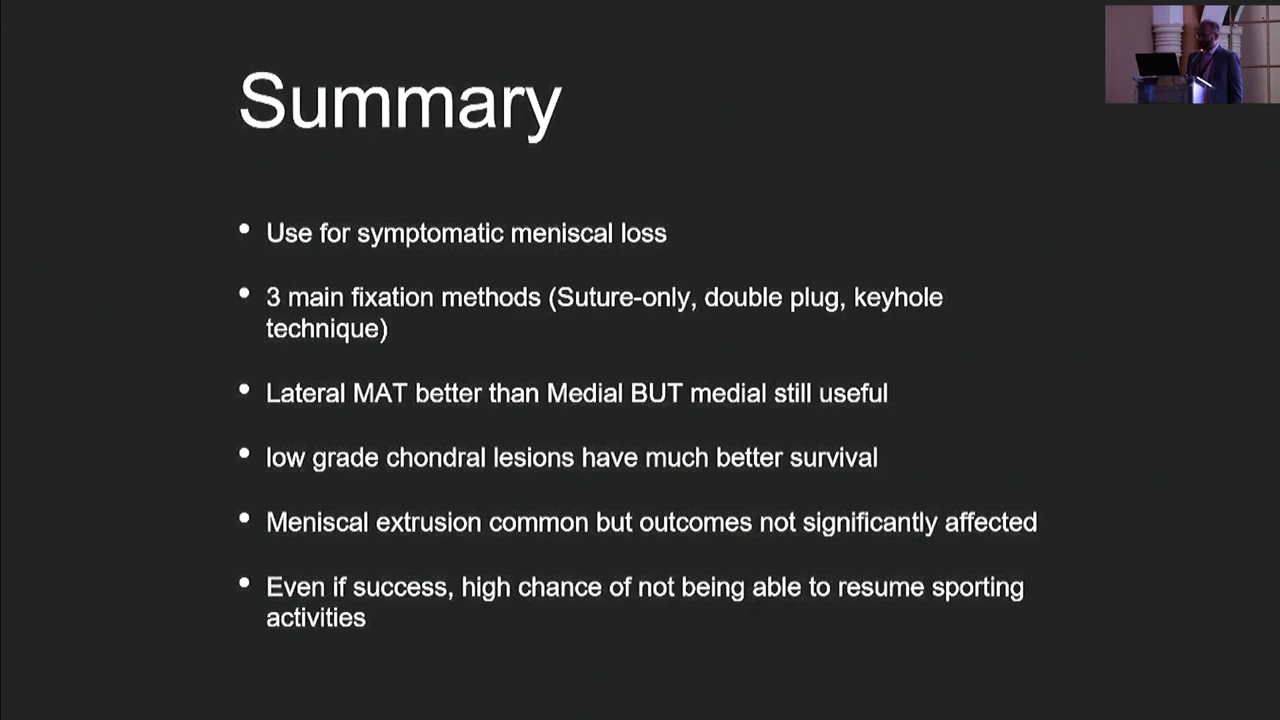 Summary
• Use for symptomatic meniscal loss
• 3 main fixation methods (Suture-only, double plug, keyhole
technique)
• Lateral MAT better than Medial BUT medial still useful
• low grade chondral lesions have much better survival
• Meniscal extrusion common but outcomes not significantly affected
• Even if success, high chance of not being able to resume sporting
activities